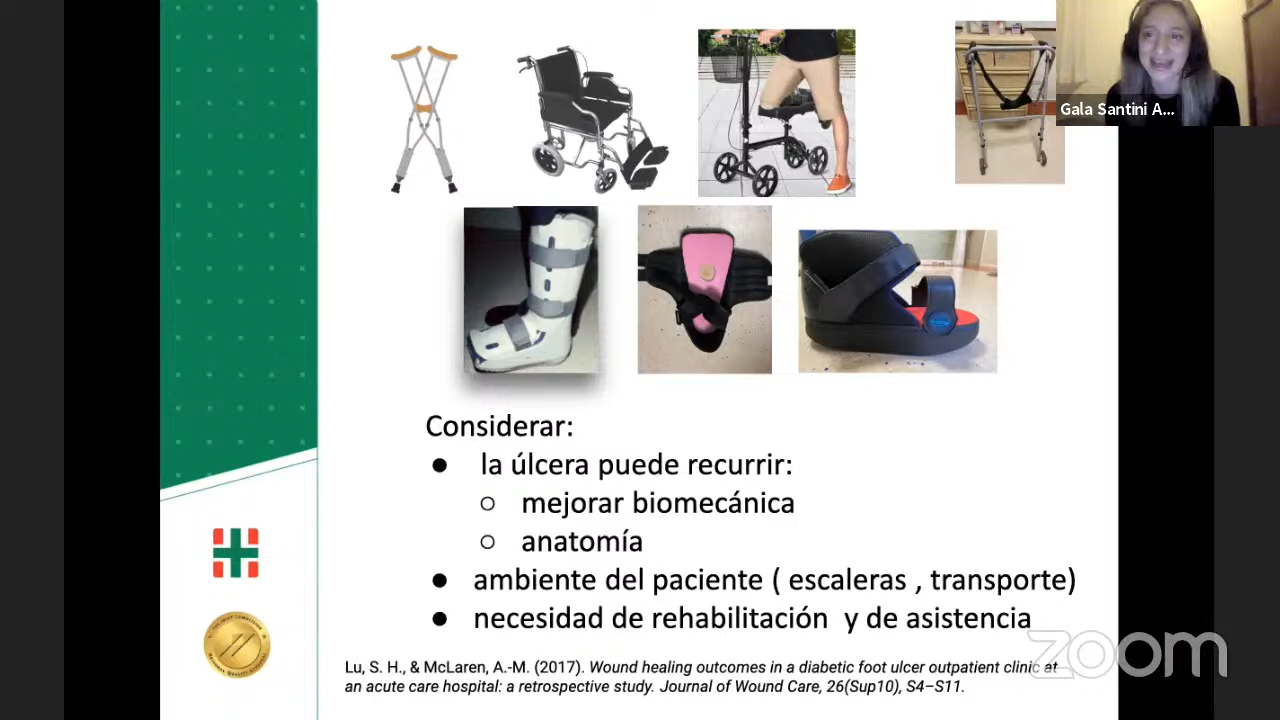 Gala Santini A...
Considerar:
● la úlcera puede recurrir:
○ mejorar biomecánica
○ anatomía
● ambiente del paciente ( escaleras , transporte)
● necesidad de rehabilitación y de asistencia
Lu, S. H., & McLaren, A.-M. (2017). Wound healing outcomes in a diabetic foot ulcer outpatient clinic at
an acute care hospital: a retrospective study. Journal of Wound Care, 26(Sup10), S4–S11.
zoom